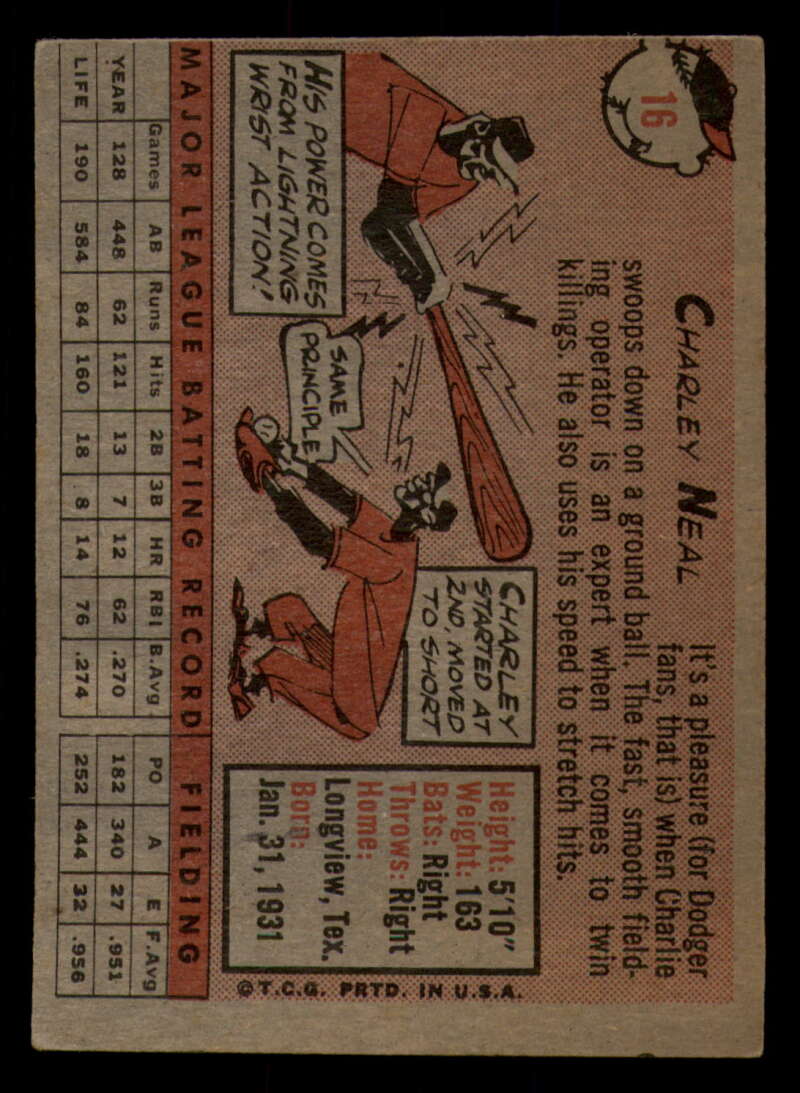 16
CHARLEY NEAL
It's a pleasure (for Dodger
fans, that is) when Charlie
swoops down on a ground ball. The fast, smooth field-
ing operator is an expert when it comes to twin
killings. He also uses his speed to stretch hits.
HIS POWER COMES
FROM LIGHTNING
WRIST ACTION!
SAME
PRINCIPLE
CHARLEY
STARTED AT
2ND, MOVED
TO SHORT
Height: 5'10"
Weight: 163
Bats: Right
Throws: Right
Home:
Longview, Tex.
Born:
Jan. 31, 1931
© T.C.G. PRTD. IN U.S.A.
MAJOR LEAGUE BATTING RECORD FIELDING
Games AB Runs Hits 2B 3B HR RBI B.Avg. PO A E F.Avg
YEAR 128 448 62 121 13 7 12 62 .270 182 340 27 .951
LIFE 190 584 84 160 18 8 14 76 .274 252 444 32 .956